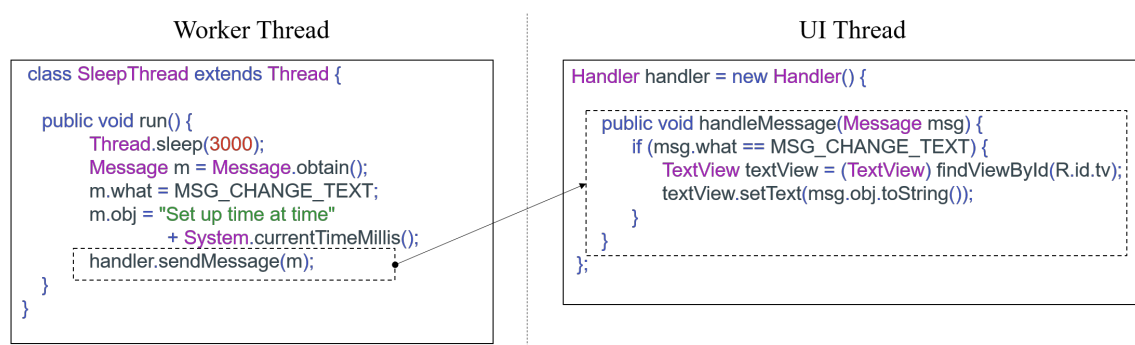 Worker Thread
class SleepThread extends Thread {
public void run() {
Thread.sleep(3000);
Message m = Message.obtain();
m.what = MSG_CHANGE_TEXT;
m.obj = "Set up time at time"
+ System.currentTimeMillis();
handler.sendMessage(m);
}
}
UI Thread
Handler handler = new Handler() {
public void handleMessage(Message msg) {
if (msg.what == MSG_CHANGE_TEXT) {
TextView textView = (TextView) findViewById(R.id.tv);
textView.setText(msg.obj.toString());
}
}
};